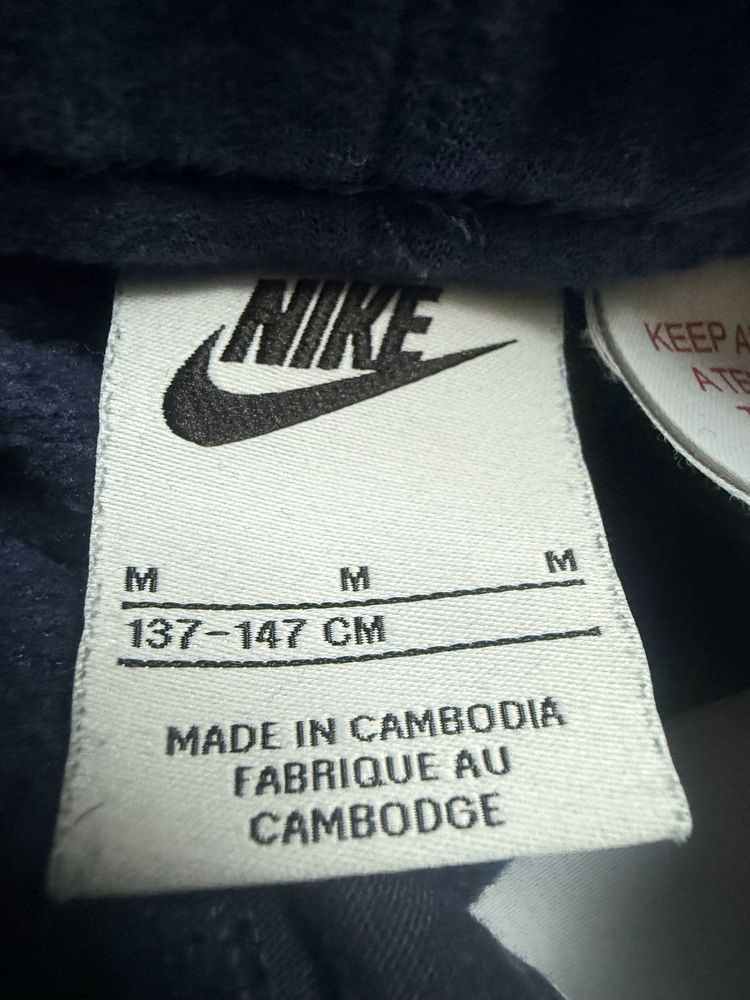 NIKE
KEEP
M M M
137-147 CM
MADE IN CAMBODIA
FABRIQUE AU
CAMBODGE